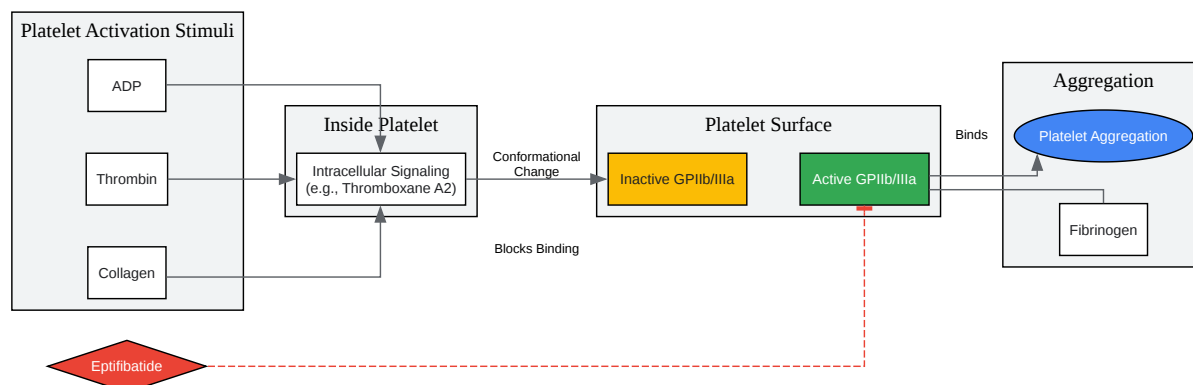 Platelet Activation Stimuli
ADP
Thrombin
Collagen
Inside Platelet
Intracellular Signaling
(e.g., Thromboxane A2)
Conformational
Change
Blocks Binding
Platelet Surface
Inactive GPIIb/IIIa
Active GPIIb/IIIa
Binds
Aggregation
Platelet Aggregation
Fibrinogen
Eptifibatide